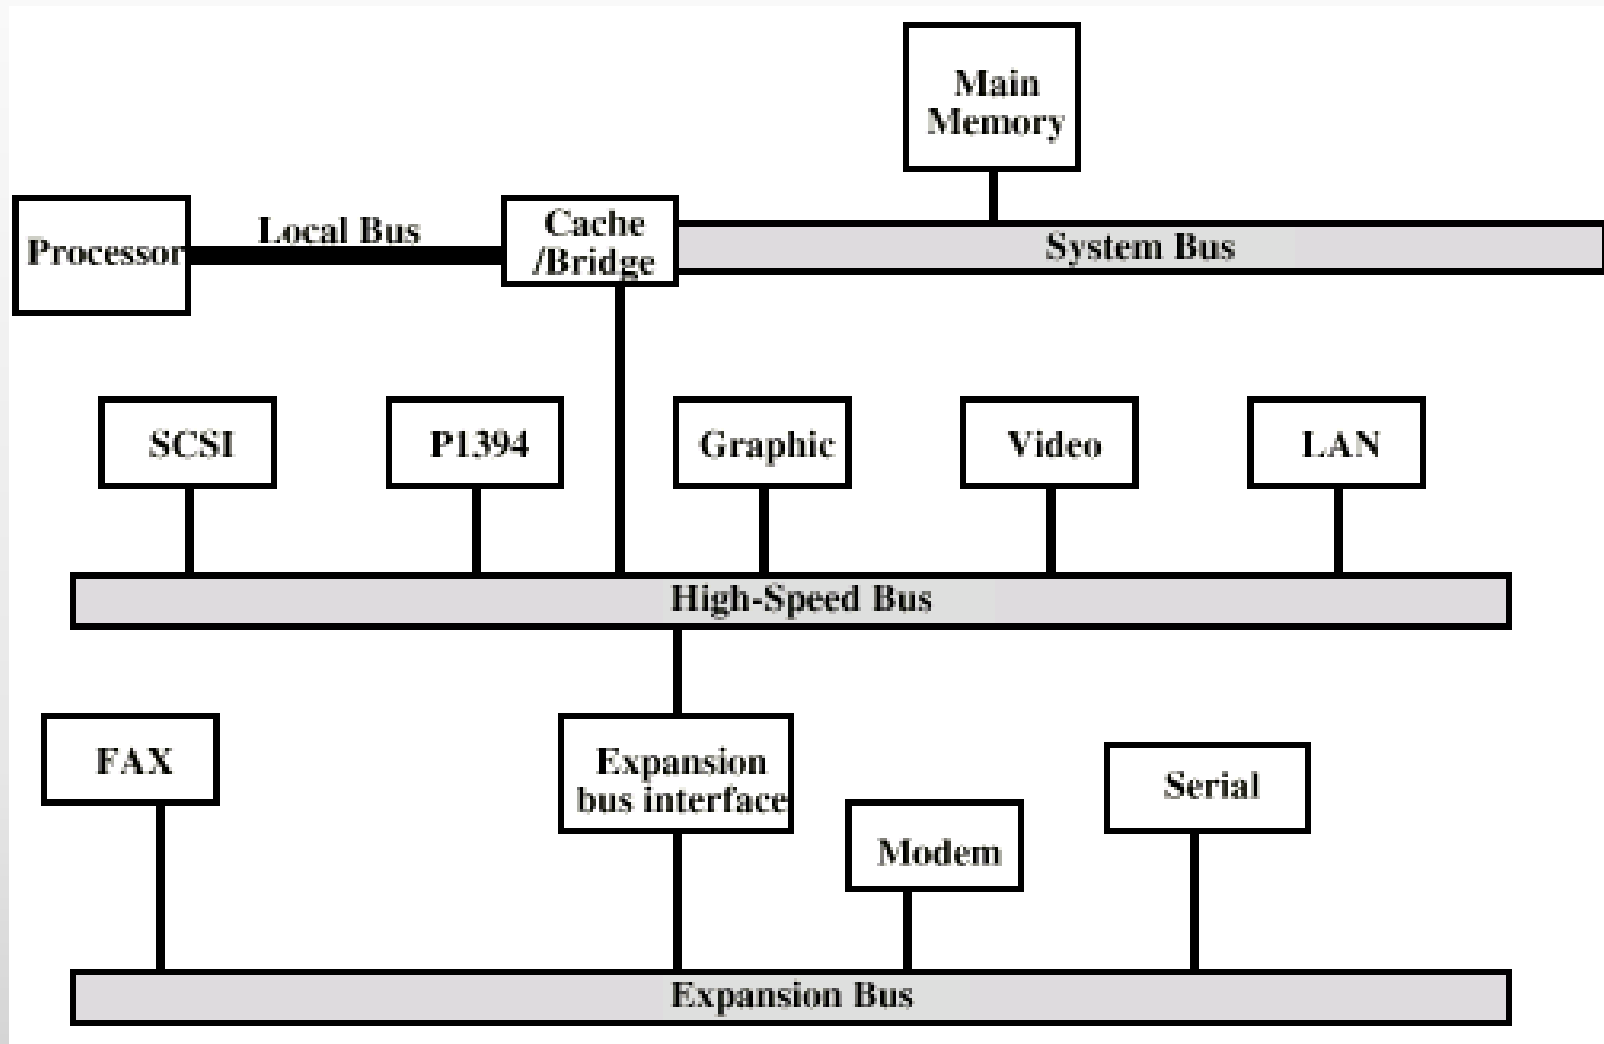 Main
Memory
Processor
Local Bus
Cache
/Bridge
System Bus
SCSI
P1394
Graphic
Video
LAN
High-Speed Bus
FAX
Expansion
bus interface
Modem
Serial
Expansion Bus